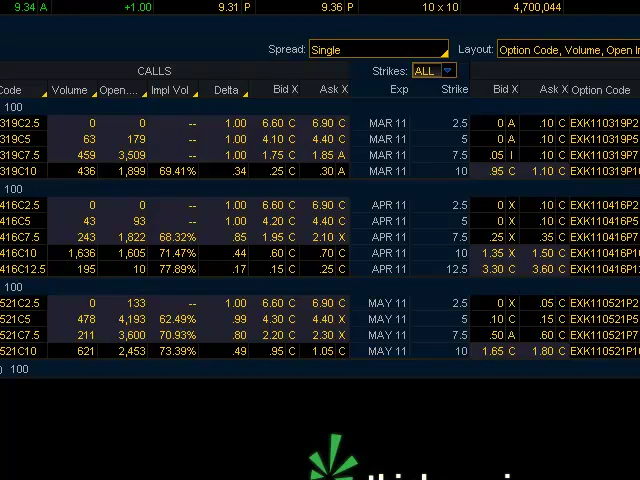 9.34 A +1.00 9.31 P 9.36 P 10 x 10 4,700,044
Spread: Single Layout: Option Code, Volume, Open In
CALLS Strikes: ALL
Code Volume Open.... Impl Vol Delta Bid X Ask X Exp Strike Bid X Ask X Option Code
100
319C2.5 0 0 -- 1.00 6.60 C 6.90 C MAR 11 2.5 0 A .10 C EXK110319P2
319C5 63 179 -- 1.00 4.10 C 4.40 C MAR 11 5 0 A .10 C EXK110319P5
319C7.5 459 3,509 -- 1.00 1.75 C 1.85 A MAR 11 7.5 .05 I .10 C EXK110319P7
319C10 436 1,899 69.41% .34 .25 C .30 A MAR 11 10 .95 C 1.10 C EXK110319P10
100
416C2.5 0 0 -- 1.00 6.60 C 6.90 C APR 11 2.5 0 X .10 C EXK110416P2
416C5 43 93 -- 1.00 4.20 C 4.40 C APR 11 5 0 X .10 C EXK110416P5
416C7.5 243 1,822 68.32% .85 1.95 C 2.10 X APR 11 7.5 .25 X .35 C EXK110416P7
416C10 1,636 1,605 71.47% .44 .60 C .70 C APR 11 10 1.35 X 1.50 C EXK110416P10
416C12.5 195 10 77.89% .17 .15 C .25 C APR 11 12.5 3.30 C 3.60 C EXK110416P1
100
521C2.5 0 133 -- 1.00 6.60 C 6.90 C MAY 11 2.5 0 X .05 C EXK110521P2
521C5 478 4,193 62.49% .99 4.30 C 4.40 X MAY 11 5 .10 C .15 C EXK110521P5
521C7.5 211 3,600 70.93% .80 2.20 C 2.30 X MAY 11 7.5 .50 A .60 C EXK110521P7
521C10 621 2,453 73.39% .49 .95 C 1.05 C MAY 11 10 1.65 C 1.80 C EXK110521P10
) 100